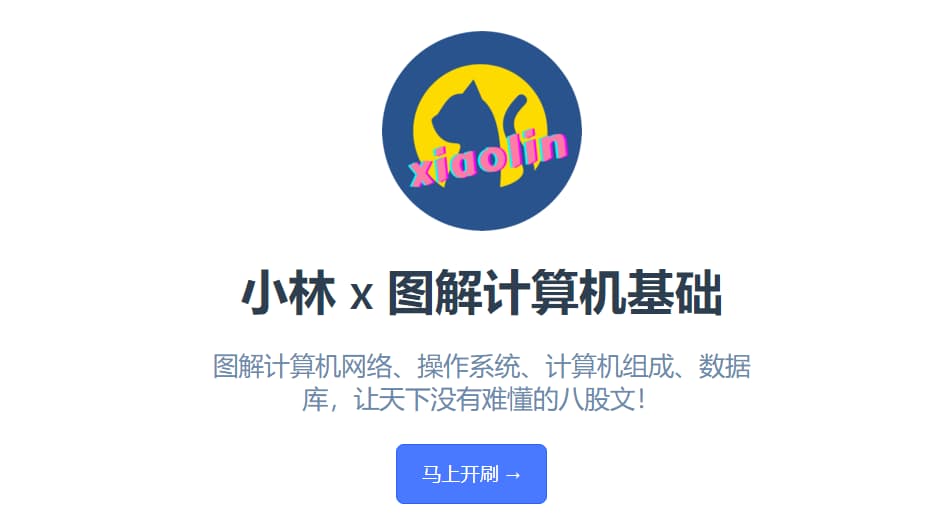 xiaolin
小林 x 图解计算机基础
图解计算机网络、操作系统、计算机组成、数据
库，让天下没有难懂的八股文！
马上开刷 →